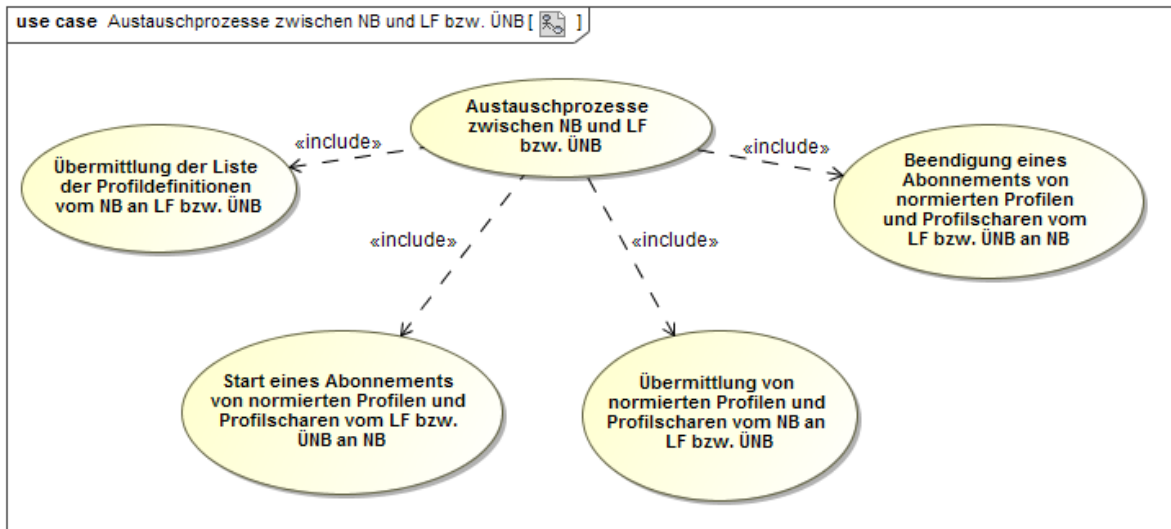 use case Austauschprozesse zwischen NB und LF bzw. ÜNB [ ]
Austauschprozesse
zwischen NB und LF
bzw. ÜNB
«include»
«include»
Übermittlung der Liste
der Profildefinitionen
vom NB an LF bzw. ÜNB
Beendigung eines
Abonnements von
normierten Profilen
und Profilscharen vom
LF bzw. ÜNB an NB
«include»
«include»
Start eines Abonnements
von normierten Profilen und
Profilscharen vom LF bzw.
ÜNB an NB
Übermittlung von
normierten Profilen und
Profilscharen vom NB an
LF bzw. ÜNB